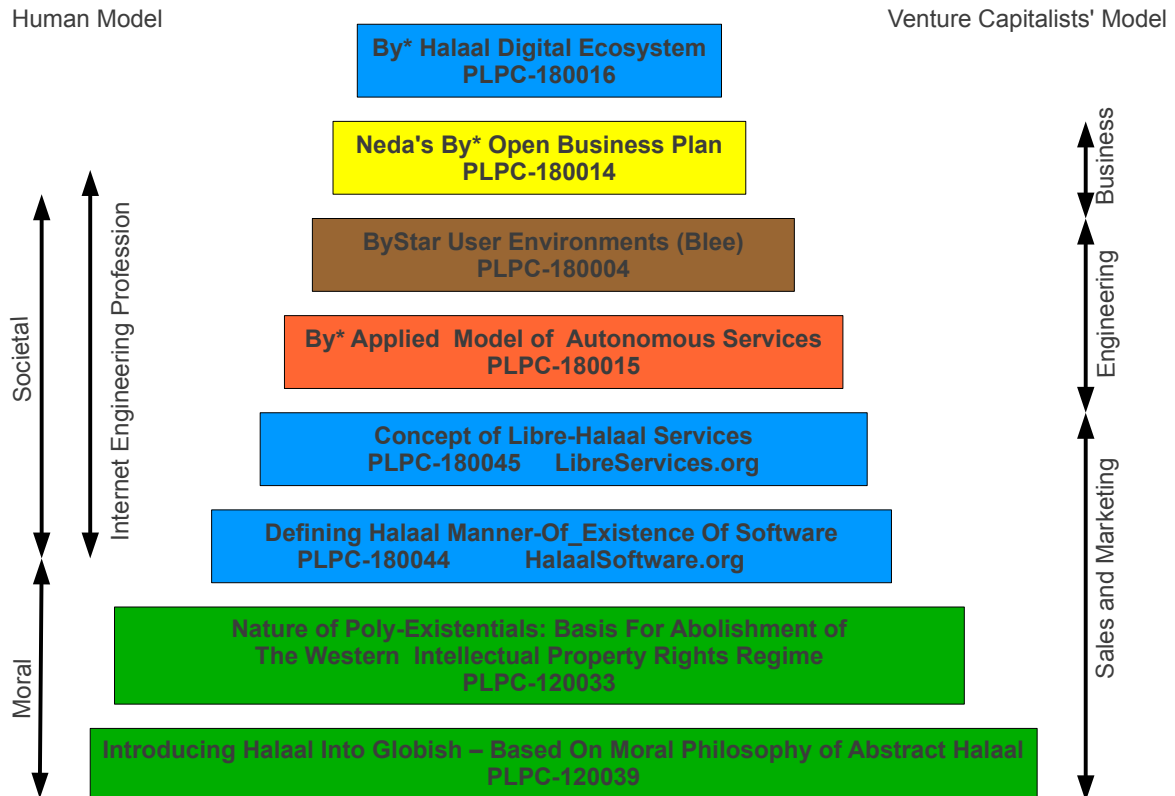 Human Model
Venture Capitalists' Model
By* Halaal Digital Ecosystem
PLPC-180016
Neda's By* Open Business Plan
PLPC-180014
ByStar User Environments (Blee)
PLPC-180004
By* Applied Model of Autonomous Services
PLPC-180015
Concept of Libre-Halaal Services
PLPC-180045 LibreServices.org
Defining Halaal Manner-Of_Existence Of Software
PLPC-180044 HalaalSoftware.org
Nature of Poly-Existentials: Basis For Abolishment of
The Western Intellectual Property Rights Regime
PLPC-120033
Introducing Halaal Into Globish – Based On Moral Philosophy of Abstract Halaal
PLPC-120039
Societal
Moral
Internet Engineering Profession
Business
Engineering
Sales and Marketing